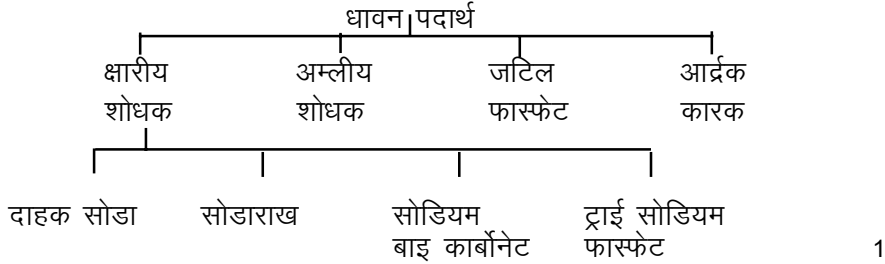 धावन पदार्थ
क्षारीय अम्लीय जटिल आर्द्रक
शोधक शोधक फास्फेट कारक
दाहक सोडा सोडाराख सोडियम ट्राई सोडियम
बाइ कार्बोनेट फास्फेट 1